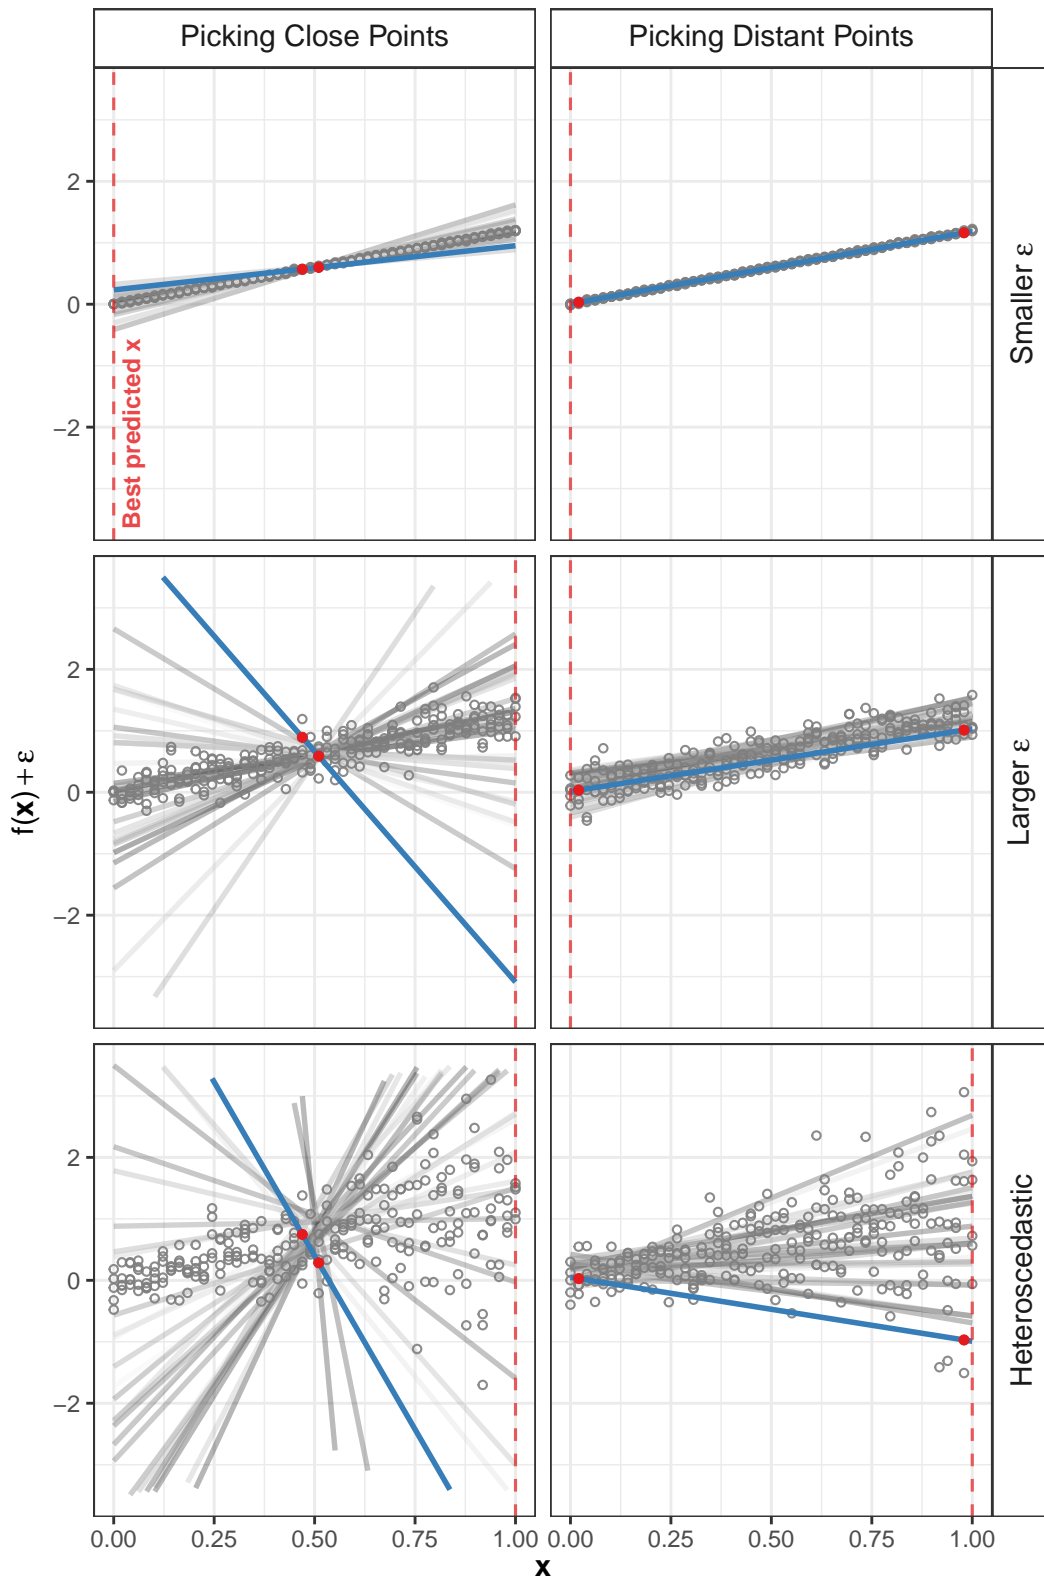 Picking Close Points
Picking Distant Points
2
0
−2
Best predicted x
Smaller ε
2
0
−2
Larger ε
f(x) + ε
2
0
−2
Heteroscedastic
0.00
0.25
0.50
0.75
1.00
0.00
0.25
0.50
0.75
1.00
x